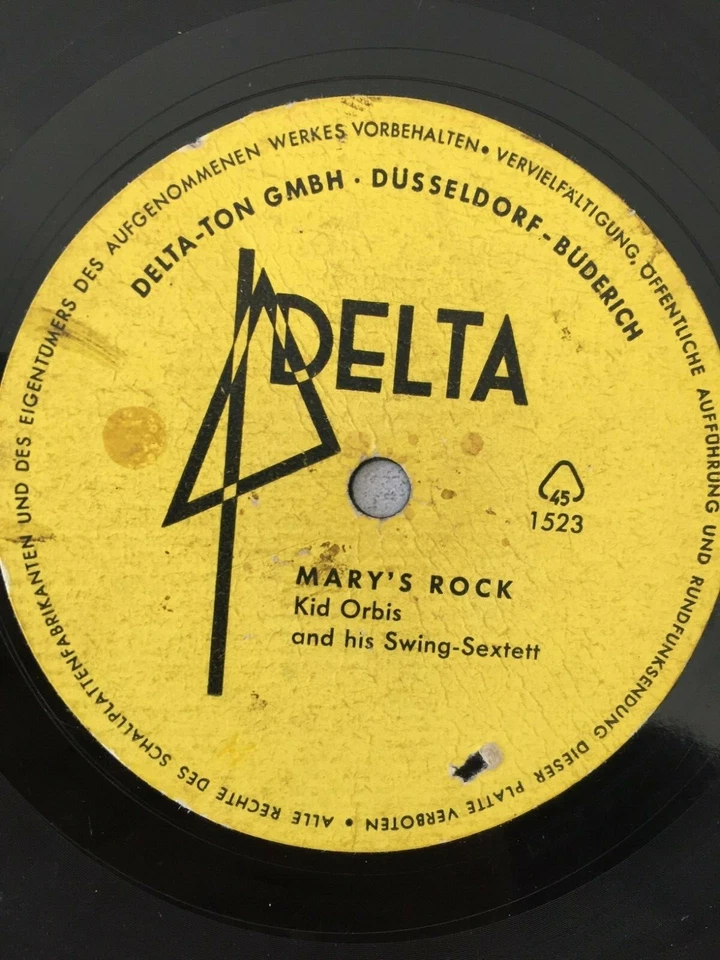 ALLE RECHTE DES SCHALLPLATTENFABRIKANTEN UND DES EIGENTÜMERS DES AUFGENOMMENEN WERKES VORBEHALTEN • VERVIELFÄLTIGUNG, ÖFFENTLICHE AUFFÜHRUNG UND RUNDFUNKSENDUNG DIESER PLATTE VERBOTEN •
DELTA-TON GMBH · DÜSSELDORF-BÜDERICH
DELTA
45
1523
MARY'S ROCK
Kid Orbis
and his Swing-Sextett